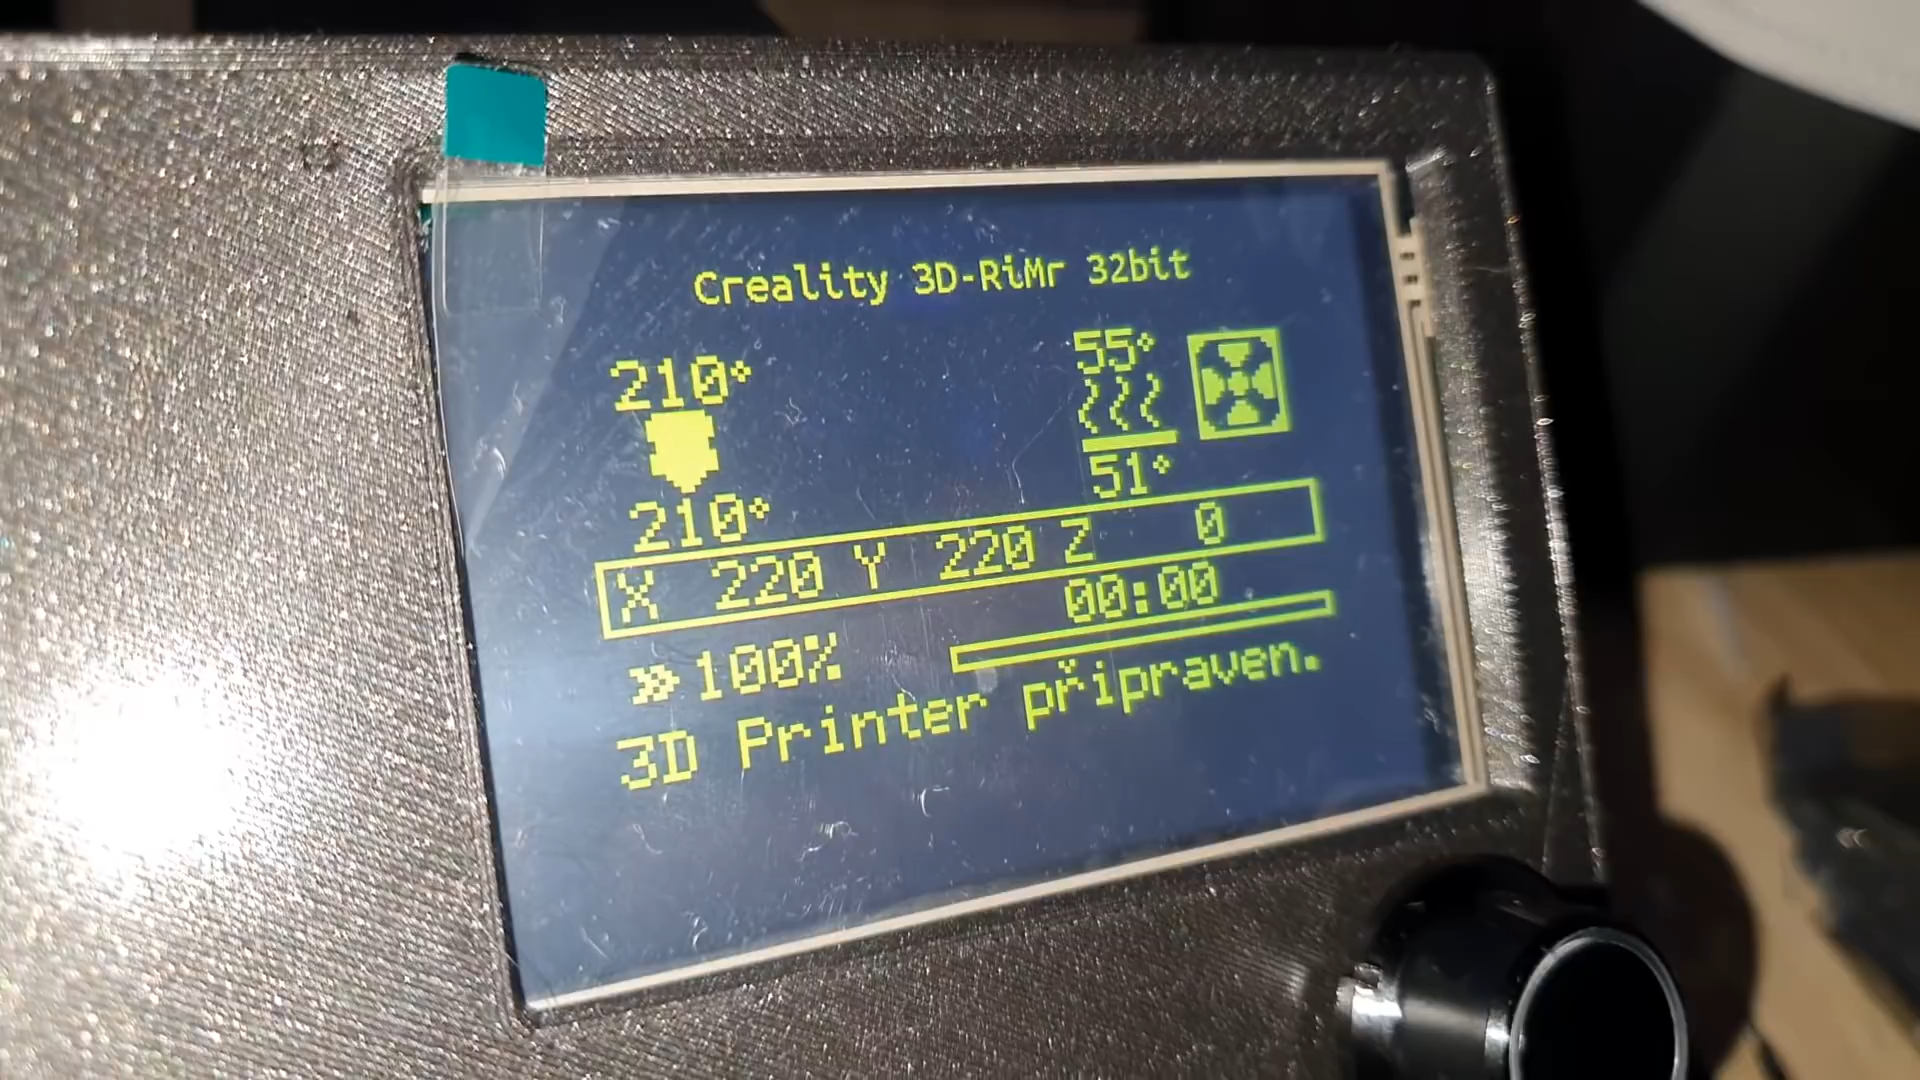 Creality 3D-RiMr 32bit
210°
55°
210°
51°
X 220 Y 220 Z 0
00:00
»100%
3D Printer připraven.